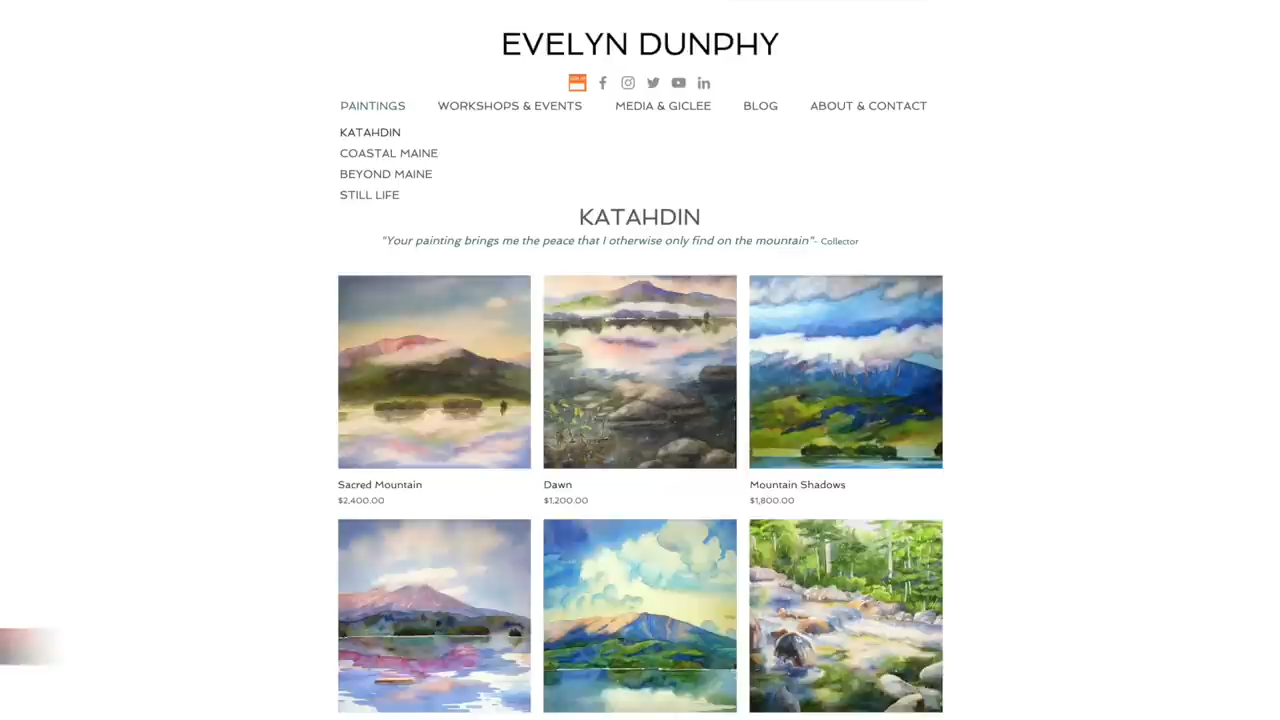 EVELYN DUNPHY
PAINTINGS WORKSHOPS & EVENTS MEDIA & GICLEE BLOG ABOUT & CONTACT
KATAHDIN
COASTAL MAINE
BEYOND MAINE
STILL LIFE
KATAHDIN
"Your painting brings me the peace that I otherwise only find on the mountain"- Collector
Sacred Mountain Dawn Mountain Shadows
$2,400.00 $1,200.00 $1,800.00